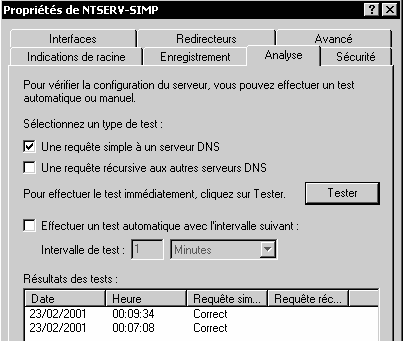 Propriétés de NTSERV-SIMP
Interfaces Redirecteurs Avancé
Indications de racine Enregistrement Analyse Sécurité
Pour vérifier la configuration du serveur, vous pouvez effectuer un test
automatique ou manuel.
Sélectionnez un type de test :
Une requête simple à un serveur DNS
Une requête récursive aux autres serveurs DNS
Pour effectuer le test immédiatement, cliquez sur Tester. Tester
Effectuer un test automatique avec l'intervalle suivant :
Intervalle de test : 1 Minutes
Résultats des tests :
Date Heure Requête sim... Requête réc...
23/02/2001 00:09:34 Correct
23/02/2001 00:07:08 Correct